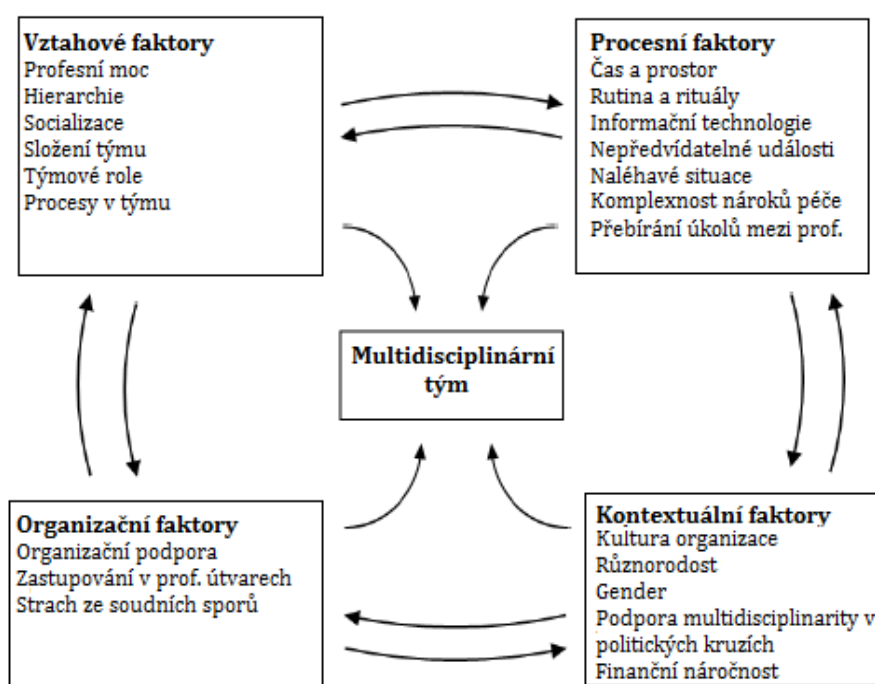 Vztahové faktory
Profesní moc
Hierarchie
Socializace
Složení týmu
Týmové role
Procesy v týmu
Procesní faktory
Čas a prostor
Rutina a rituály
Informační technologie
Nepředvídatelné události
Naléhavé situace
Komplexnost nároků péče
Přebírání úkolů mezi prof.
Multidisciplinární
tým
Organizační faktory
Organizační podpora
Zastupování v prof. útvarech
Strach ze soudních sporů
Kontextuální faktory
Kultura organizace
Různorodost
Gender
Podpora multidisciplinarity v
politických kruzích
Finanční náročnost